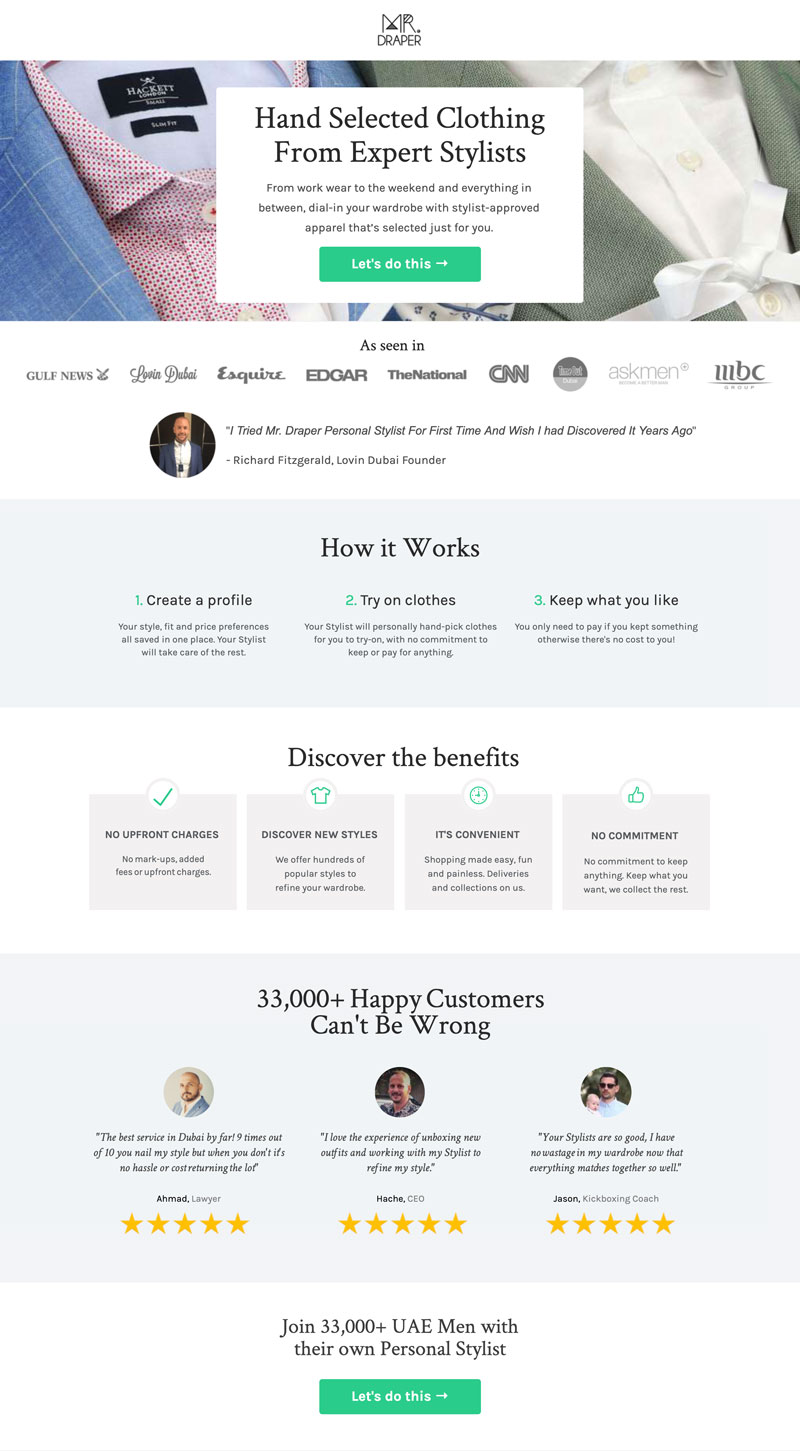 MR.
DRAPER
HACKETT
LONDON
SMALL
SLIM FIT
Hand Selected Clothing
From Expert Stylists
From work wear to the weekend and everything in
between, dial-in your wardrobe with stylist-approved
apparel that's selected just for you.
Let's do this →
As seen in
GULF NEWS Lovin Dubai Esquire EDGAR TheNational CNN Time Out Dubai askmen mbc
BECOME A BETTER MAN GROUP
"I Tried Mr. Draper Personal Stylist For First Time And Wish I had Discovered It Years Ago"
- Richard Fitzgerald, Lovin Dubai Founder
How it Works
1. Create a profile
Your style, fit and price preferences
all saved in one place. Your Stylist
will take care of the rest.
2. Try on clothes
Your Stylist will personally hand-pick clothes
for you to try-on, with no commitment to
keep or pay for anything.
3. Keep what you like
You only need to pay if you kept something
otherwise there's no cost to you!
Discover the benefits
NO UPFRONT CHARGES
No mark-ups, added
fees or upfront charges.
DISCOVER NEW STYLES
We offer hundreds of
popular styles to
refine your wardrobe.
IT'S CONVENIENT
Shopping made easy, fun
and painless. Deliveries
and collections on us.
NO COMMITMENT
No commitment to keep
anything. Keep what you
want, we collect the rest.
33,000+ Happy Customers
Can't Be Wrong
"The best service in Dubai by far! 9 times out
of 10 you nail my style but when you don't it's
no hassle or cost returning the lot"
Ahmad, Lawyer
"I love the experience of unboxing new
outfits and working with my Stylist to
refine my style."
Hache, CEO
"Your Stylists are so good, I have
no wastage in my wardrobe now that
everything matches together so well."
Jason, Kickboxing Coach
Join 33,000+ UAE Men with
their own Personal Stylist
Let's do this →